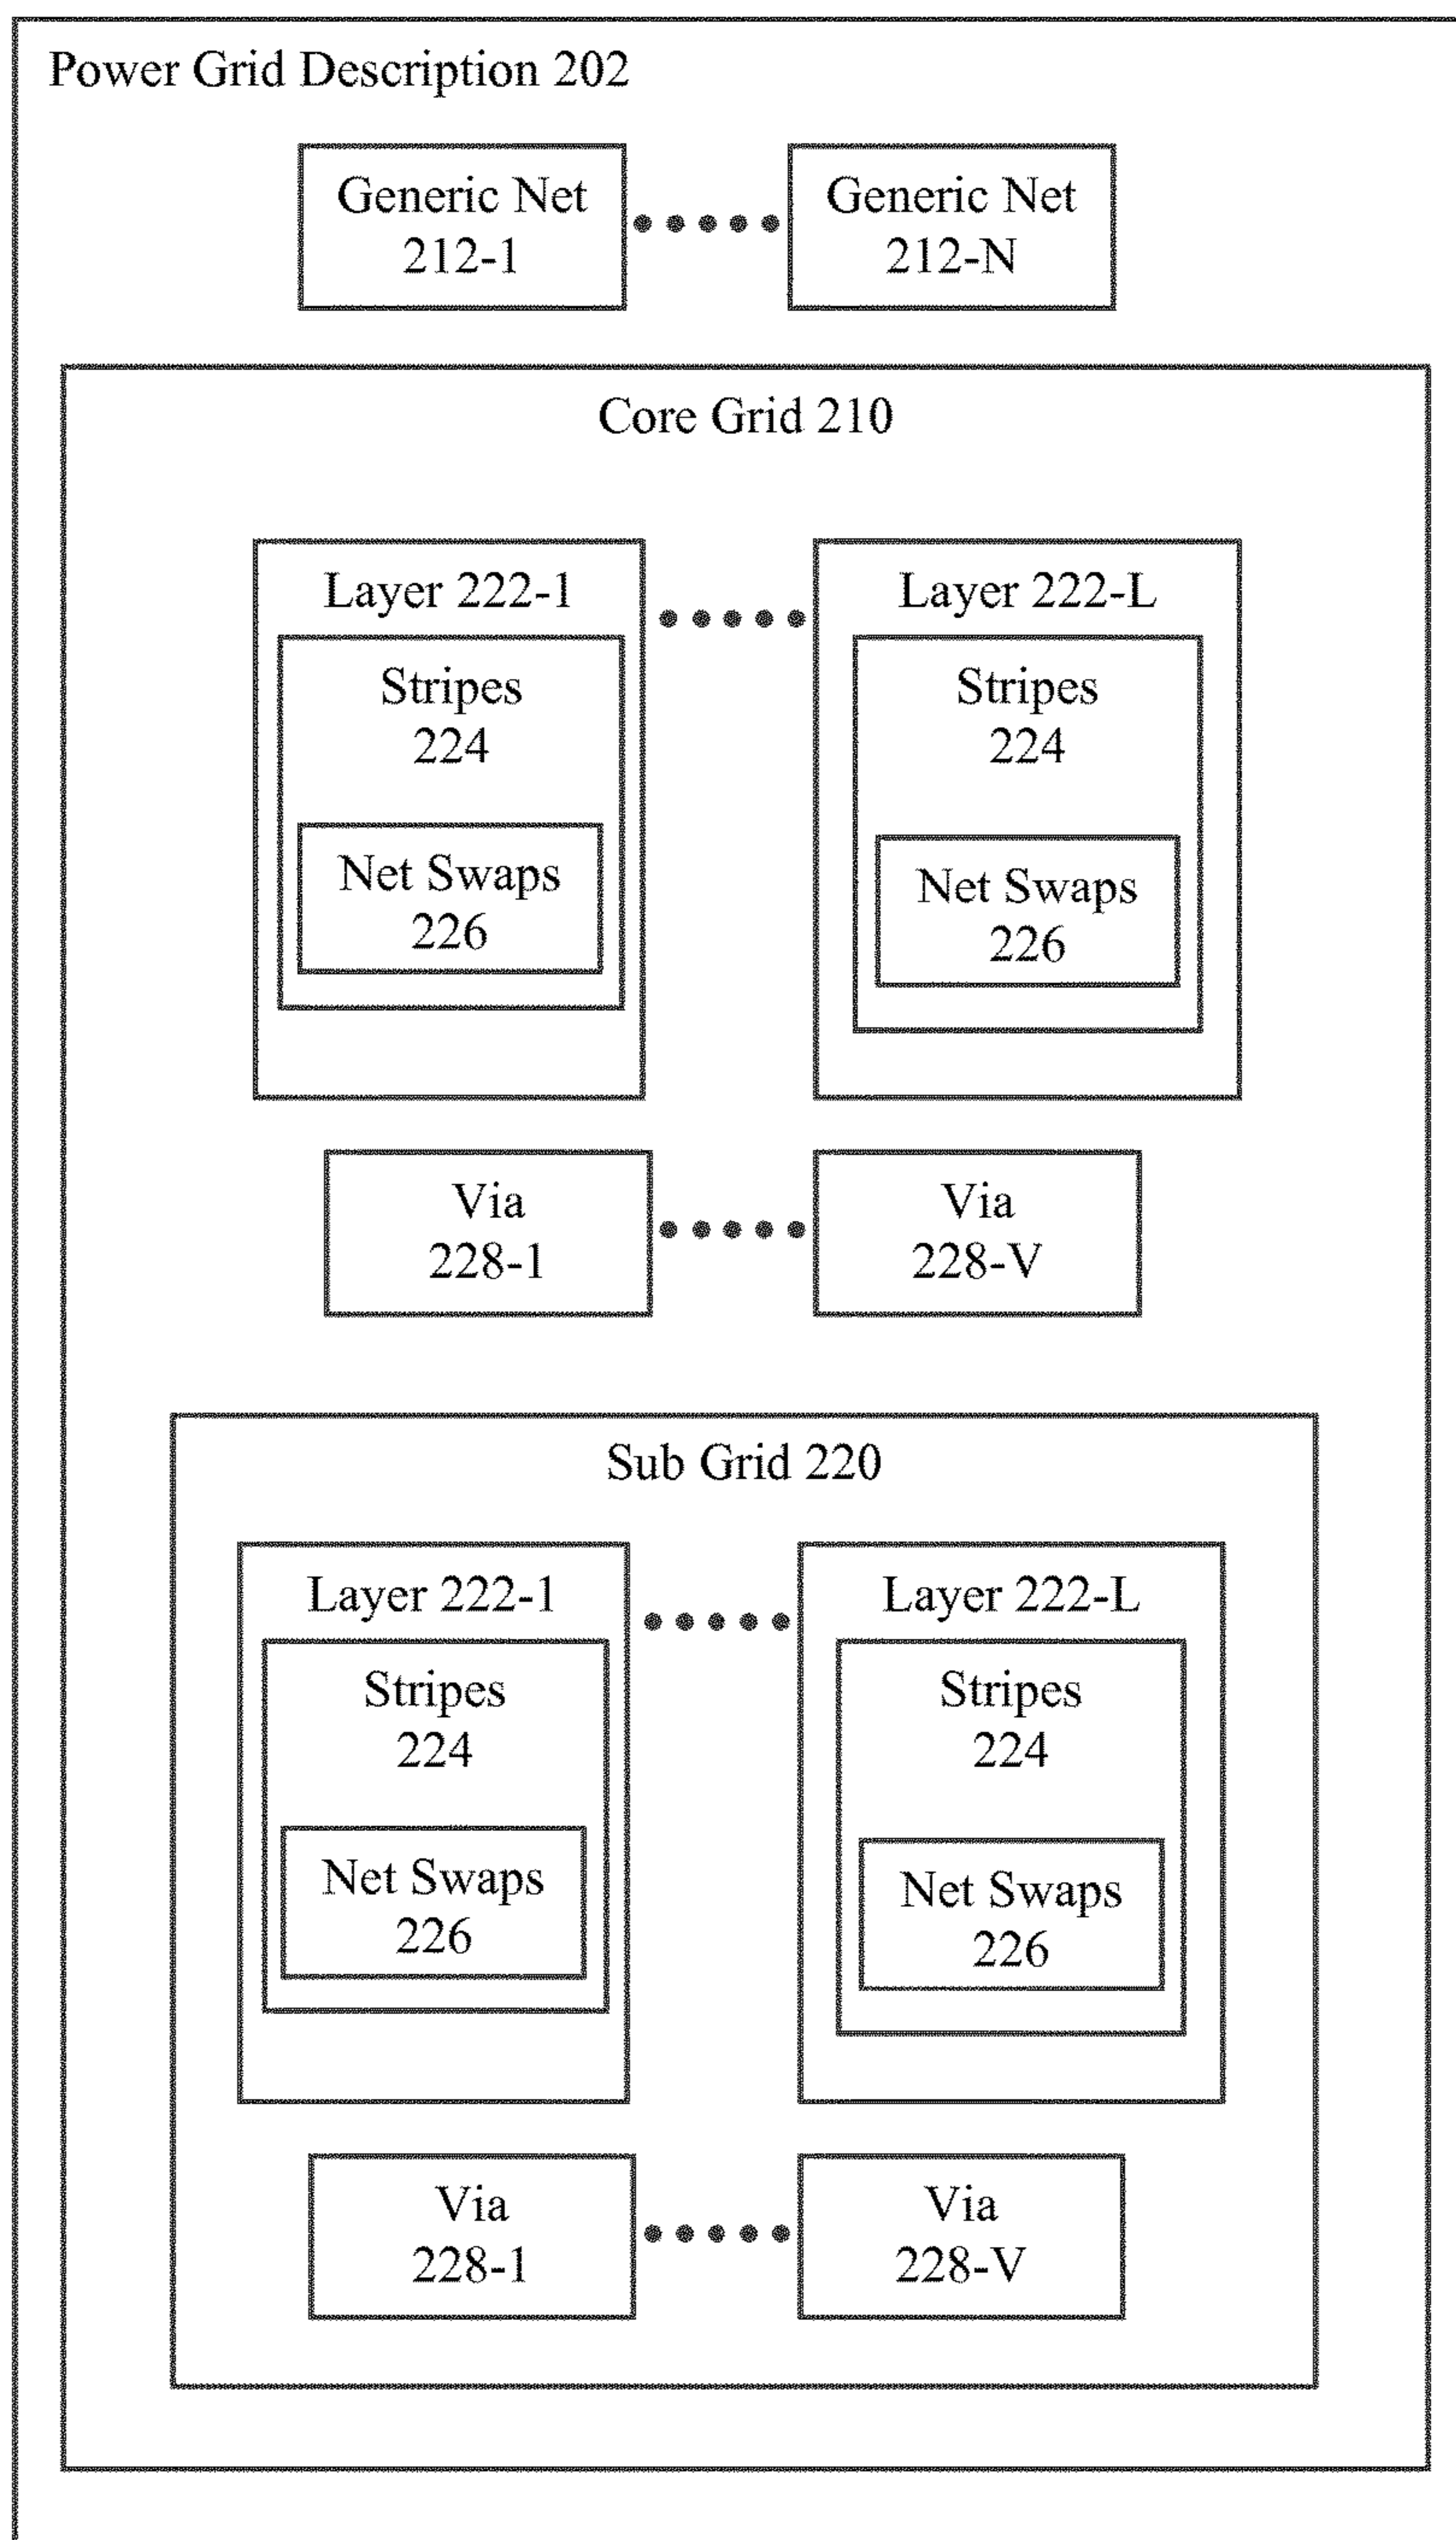 Power Grid Description 202
Generic Net
212-1
Generic Net
212-N
Core Grid 210
Layer 222-1
Stripes
224
Net Swaps
226
Layer 222-L
Stripes
224
Net Swaps
226
Via
228-1
Via
228-V
Sub Grid 220
Layer 222-1
Stripes
224
Net Swaps
226
Layer 222-L
Stripes
224
Net Swaps
226
Via
228-1
Via
228-V